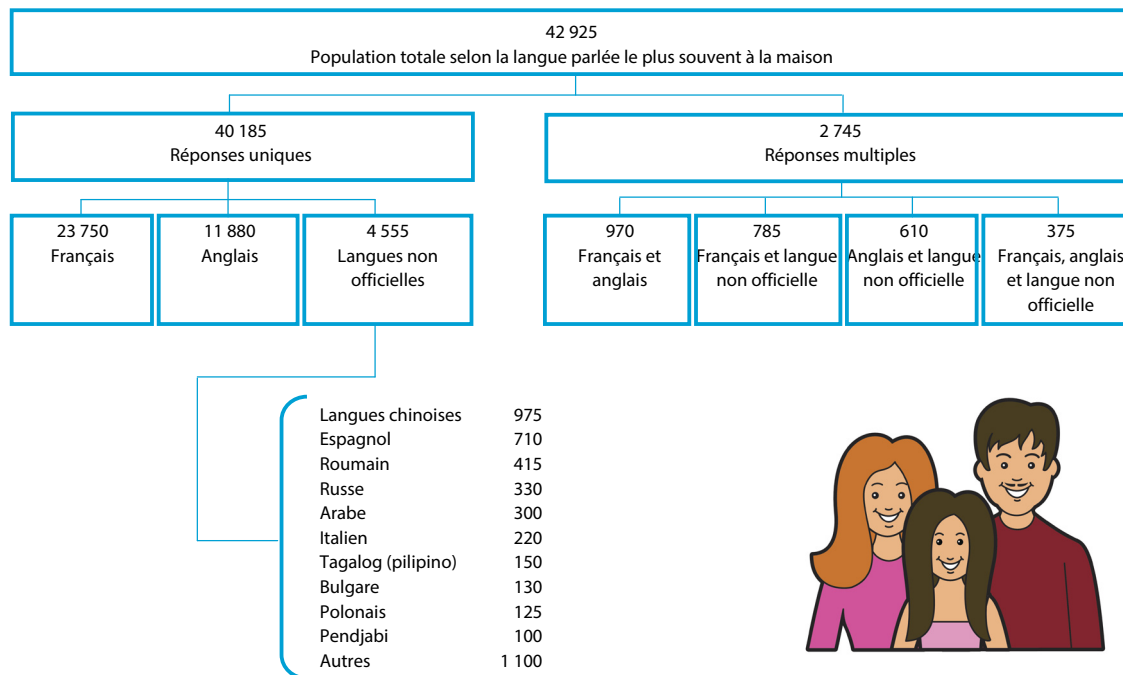 42 925
Population totale selon la langue parlée le plus souvent à la maison
40 185
Réponses uniques
2 745
Réponses multiples
23 750
Français
11 880
Anglais
4 555
Langues non
officielles
970
Français et
anglais
785
Français et langue
non officielle
610
Anglais et langue
non officielle
375
Français, anglais
et langue non
officielle
Langues chinoises 975
Espagnol 710
Roumain 415
Russe 330
Arabe 300
Italien 220
Tagalog (pilipino) 150
Bulgare 130
Polonais 125
Pendjabi 100
Autres 1 100